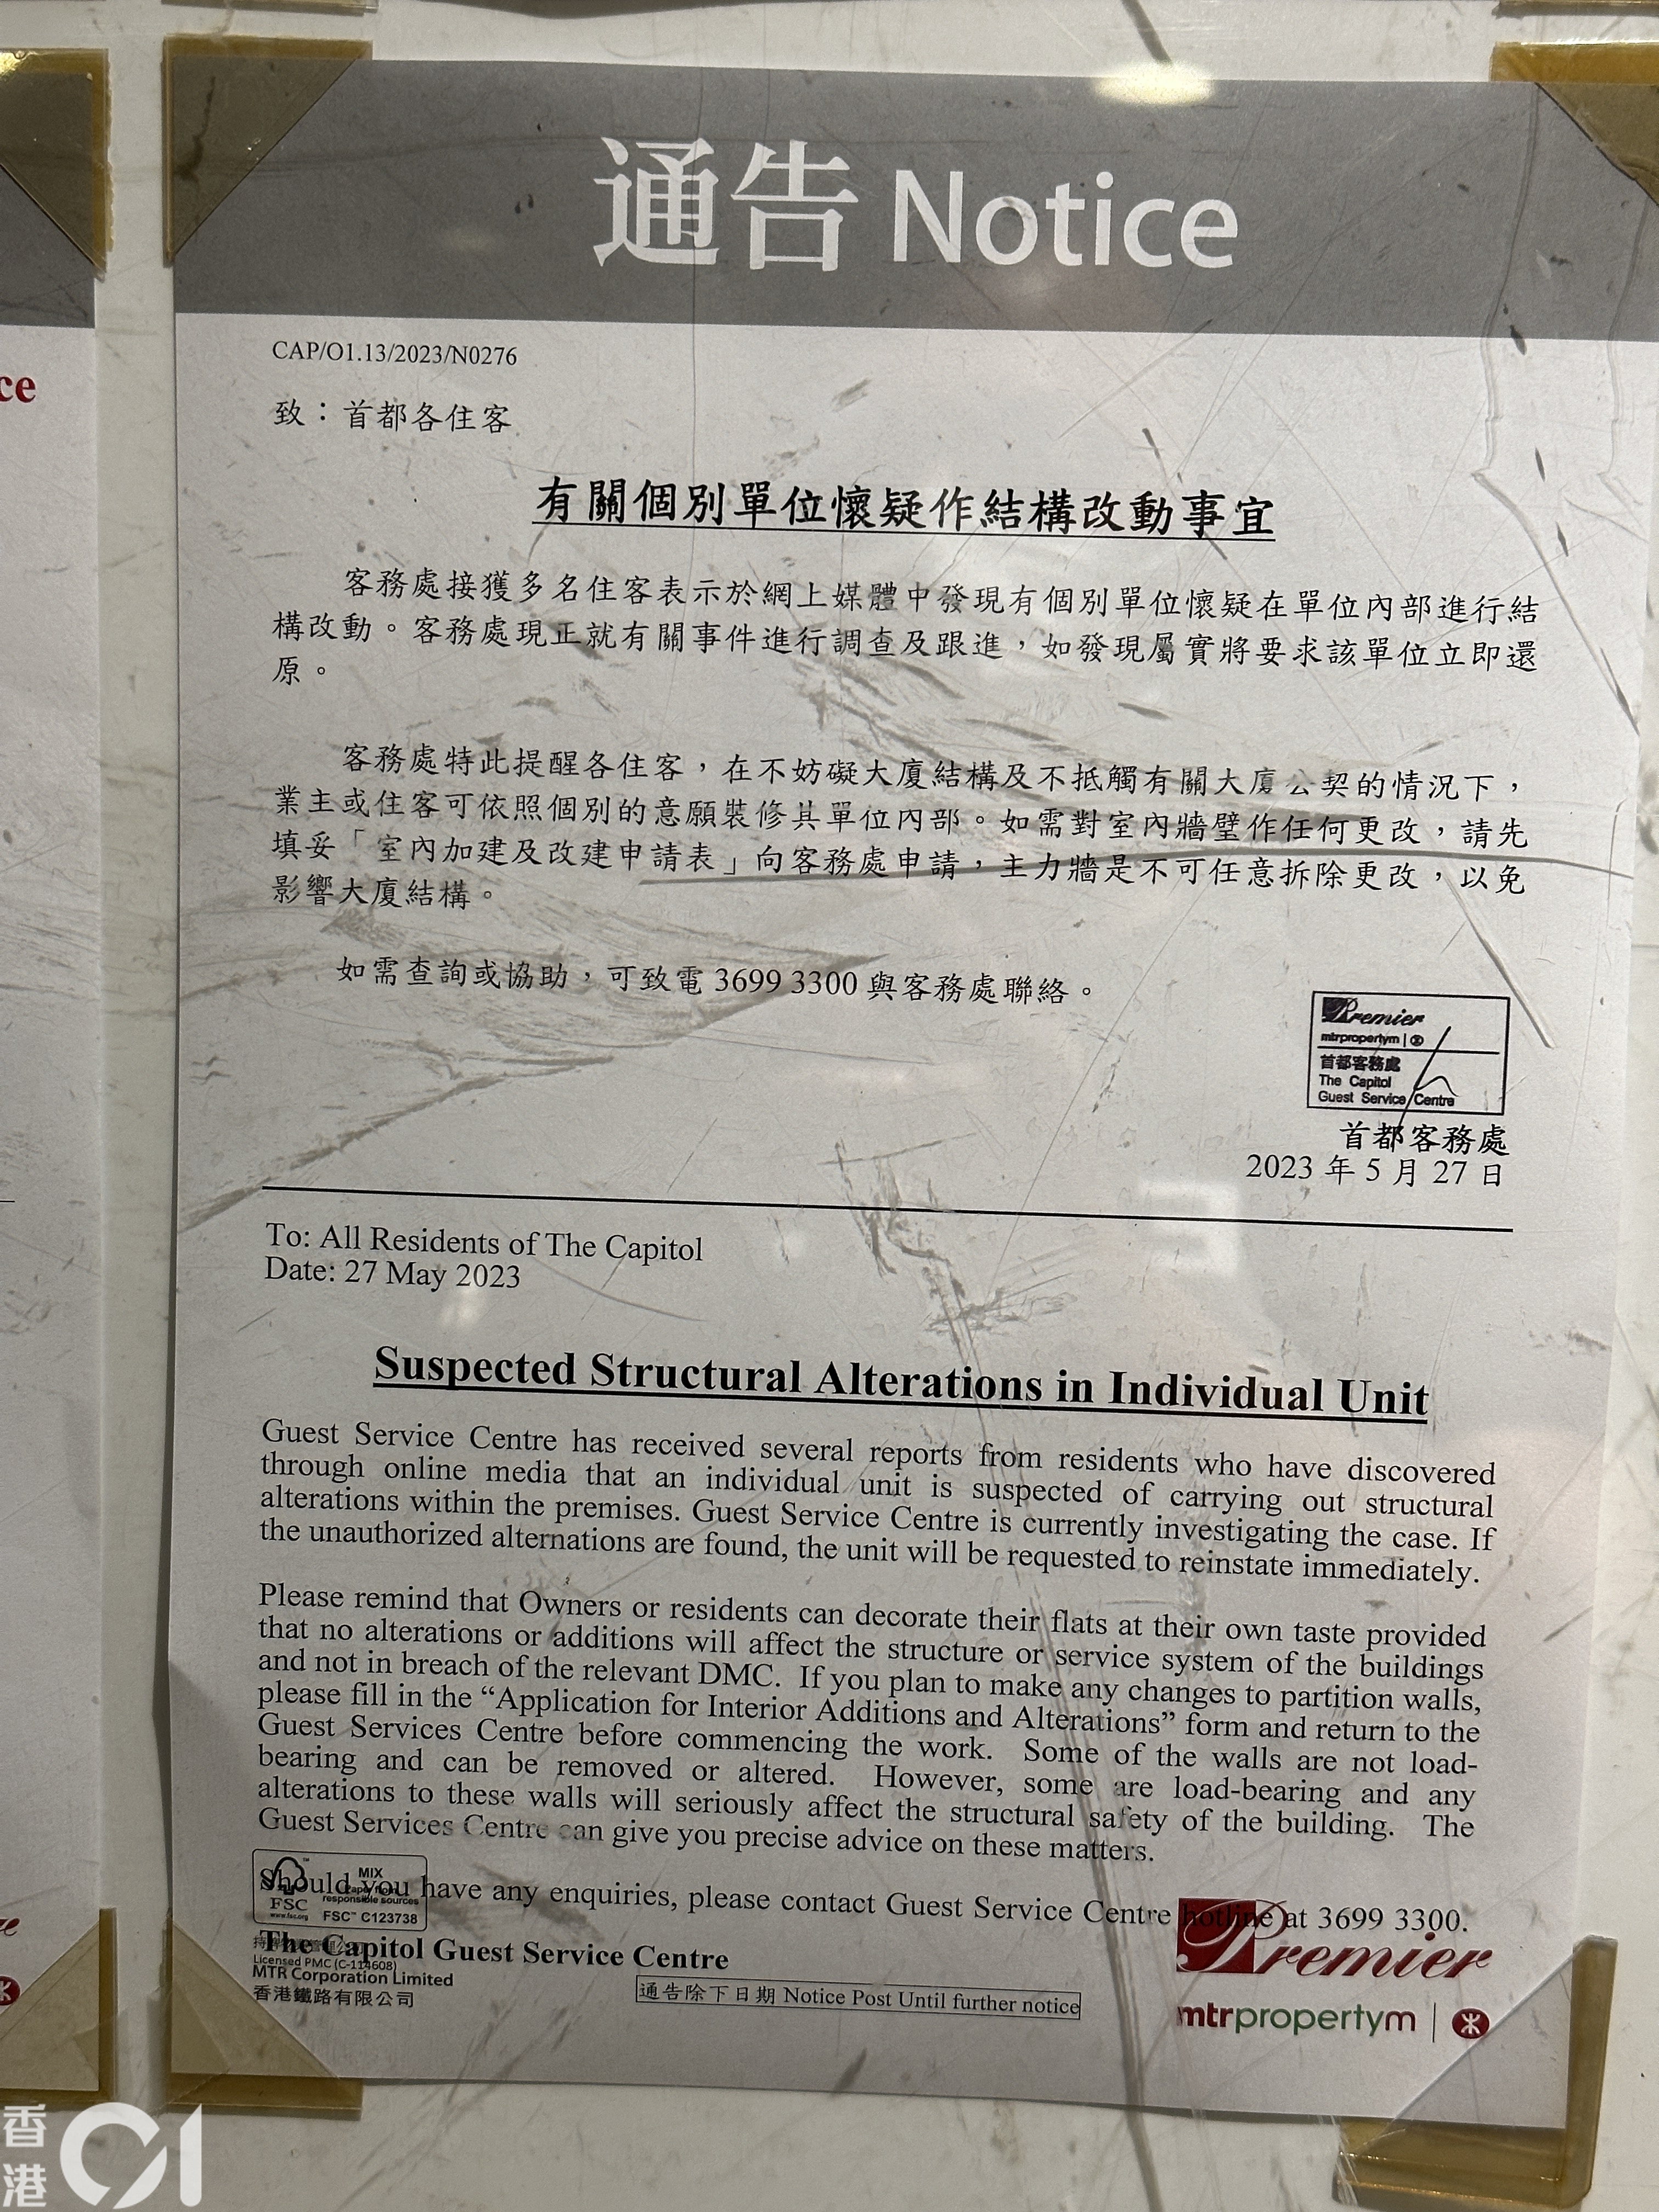 ce
通告 Notice
CAP/O1.13/2023/N0276
致：首都各住客
有關個別單位懷疑作結構改動事宜
客務處接獲多名住客表示於網上媒體中發現有個別單位懷疑在單位內部進行結
構改動。客務處現正就有關事件進行調查及跟進，如發現屬實將要求該單位立即還
原。
客務處特此提醒各住客，在不妨礙大廈結構及不抵觸有關大廈公契的情況下，
業主或住客可依照個別的意願裝修其單位內部。如需對室內牆壁作任何更改，請先
填妥「室內加建及改建申請表」向客務處申請，主力牆是不可任意拆除更改，以免
影響大廈結構。
如需查詢或協助，可致電 3699 3300 與客務處聯絡。
Premier
mtrpropertym |
首都客務處
The Capitol
Guest Service Centre
首都客務處
2023 年 5 月 27 日
To: All Residents of The Capitol
Date: 27 May 2023
Suspected Structural Alterations in Individual Unit
Guest Service Centre has received several reports from residents who have discovered
through online media that an individual unit is suspected of carrying out structural
alterations within the premises. Guest Service Centre is currently investigating the case. If
the unauthorized alternations are found, the unit will be requested to reinstate immediately.
Please remind that Owners or residents can decorate their flats at their own taste provided
that no alterations or additions will affect the structure or service system of the buildings
and not in breach of the relevant DMC. If you plan to make any changes to partition walls,
please fill in the “Application for Interior Additions and Alterations” form and return to the
Guest Services Centre before commencing the work. Some of the walls are not load-
bearing and can be removed or altered. However, some are load-bearing and any
alterations to these walls will seriously affect the structural safety of the building. The
Guest Services Centre can give you precise advice on these matters.
Should you have any enquiries, please contact Guest Service Centre hotline at 3699 3300.
MIX
Paper from
responsible sources
FSC
www.fsc.org
FSC™ C123738
The Capitol Guest Service Centre
Licensed PMC (C-114608)
MTR Corporation Limited
香港鐵路有限公司
通告除下日期 Notice Post Until further notice
Premier
mtrpropertym |
香港01